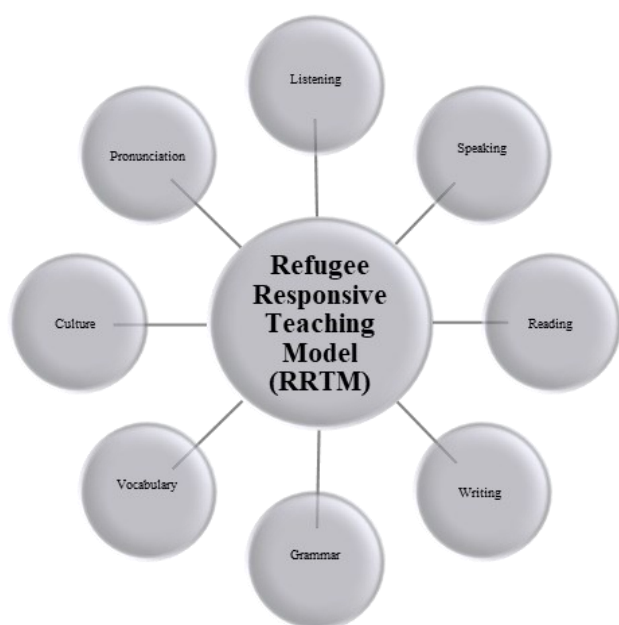 Refugee
Responsive
Teaching
Model
(RRTM)
Listening
Speaking
Reading
Writing
Grammar
Vocabulary
Culture
Pronunciation